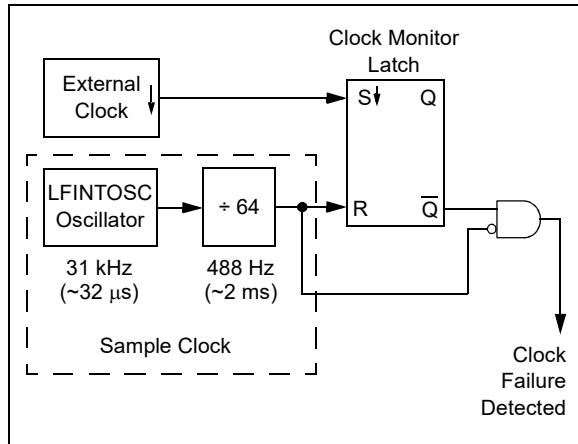 Clock Monitor
Latch
External
Clock
S
Q
LFINTOSC
Oscillator
÷ 64
R
Q̅
31 kHz
(~32 μs)
488 Hz
(~2 ms)
Sample Clock
Clock
Failure
Detected